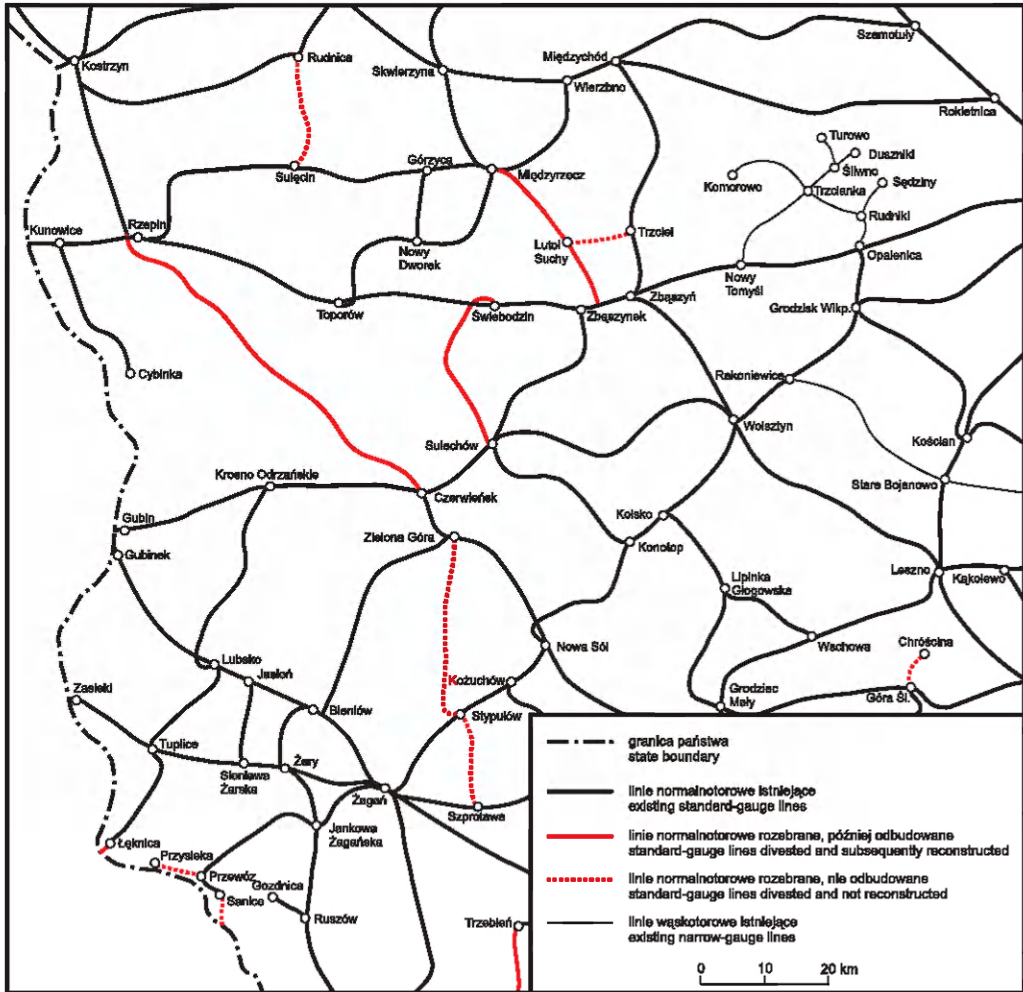 Szamotuły
Kostrzyn
Rudnica
Skwierzyna
Międzychód
Wierzbno
Rokietnica
Turowo
Duszniki
Śliwno
Sędziny
Komorowo
Trzcianka
Górzyca
Sulęcin
Międzyrzecz
Rudniki
Kunowice
Rzepin
Nowy
Dworek
Lutol
Suchy
Trzciel
Opalenica
Nowy
Tomyśl
Toporów
Świebodzin
Zbąszynek
Zbąszyń
Grodzisk Wlkp.
Cybinka
Rakoniewice
Wolsztyn
Sulechów
Kościan
Krosno Odrzańskie
Czerwieńsk
Stare Bojanowo
Gubin
Gubinek
Zielona Góra
Kolsko
Konotop
Lipinka
Głogowska
Leszno
Kąkolewo
Nowa Sól
Wschowa
Chróścina
Lubsko
Jasień
Kożuchów
Zasieki
Bieniów
Stypułów
Grodziec
Mały
Góra Śl.
Tuplice
Sieniawa
Żarska
Żary
Żagań
Szprotawa
Łęknica
Przysieka
Przewóz
Sanice
Gozdnica
Jankowa
Żagańska
Ruszów
Trzebień
granica państwa
state boundary
linie normalnotorowe istniejące
existing standard-gauge lines
linie normalnotorowe rozebrane, później odbudowane
standard-gauge lines divested and subsequently reconstructed
linie normalnotorowe rozebrane, nie odbudowane
standard-gauge lines divested and not reconstructed
linie wąskotorowe istniejące
existing narrow-gauge lines
0 10 20 km